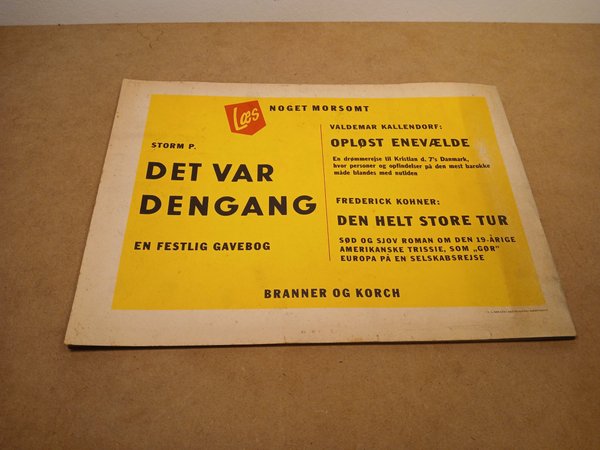 Læs NOGET MORSOMT
STORM P.
DET VAR
DENGANG
EN FESTLIG GAVEBOG
VALDEMAR KALLENDORF:
OPLØST ENEVÆLDE
En drømmerejse til Kristian d. 7's Danmark,
hvor personer og opfindelser på den mest barokke
måde blandes med nutiden
FREDERICK KOHNER:
DEN HELT STORE TUR
SØD OG SJOV ROMAN OM DEN 19-ÅRIGE
AMERIKANSKE TRISSIE, SOM „GØR"
EUROPA PÅ EN SELSKABSREJSE
BRANNER OG KORCH